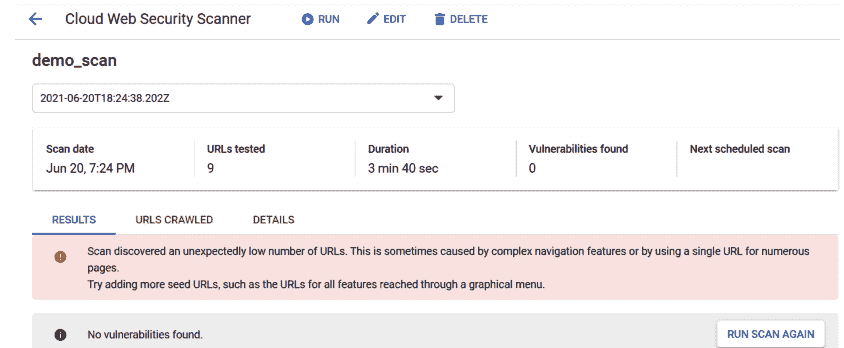 Cloud Web Security Scanner RUN EDIT DELETE
demo_scan
2021-06-20T18:24:38.202Z
Scan date URLs tested Duration Vulnerabilities found Next scheduled scan
Jun 20, 7:24 PM 9 3 min 40 sec 0
RESULTS URLS CRAWLED DETAILS
Scan discovered an unexpectedly low number of URLs. This is sometimes caused by complex navigation features or by using a single URL for numerous
pages.
Try adding more seed URLs, such as the URLs for all features reached through a graphical menu.
No vulnerabilities found. RUN SCAN AGAIN